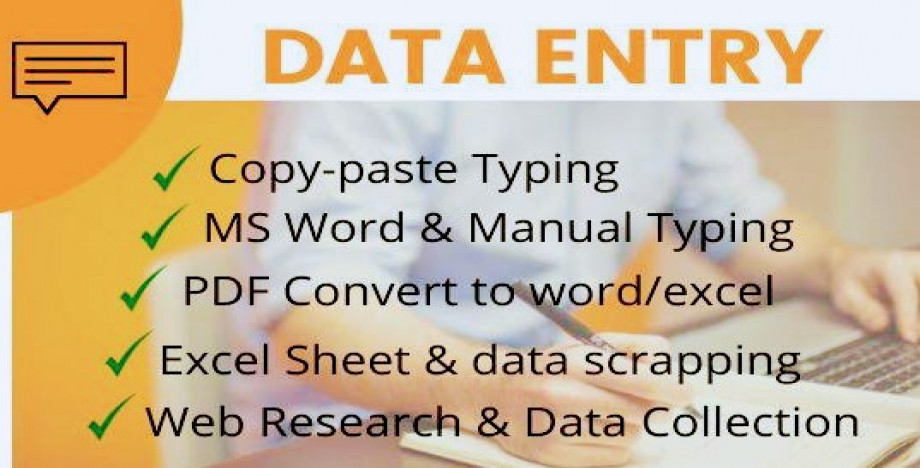 DATA ENTRY
Copy-paste Typing
MS Word & Manual Typing
PDF Convert to word/excel
Excel Sheet & data scrapping
Web Research & Data Collection